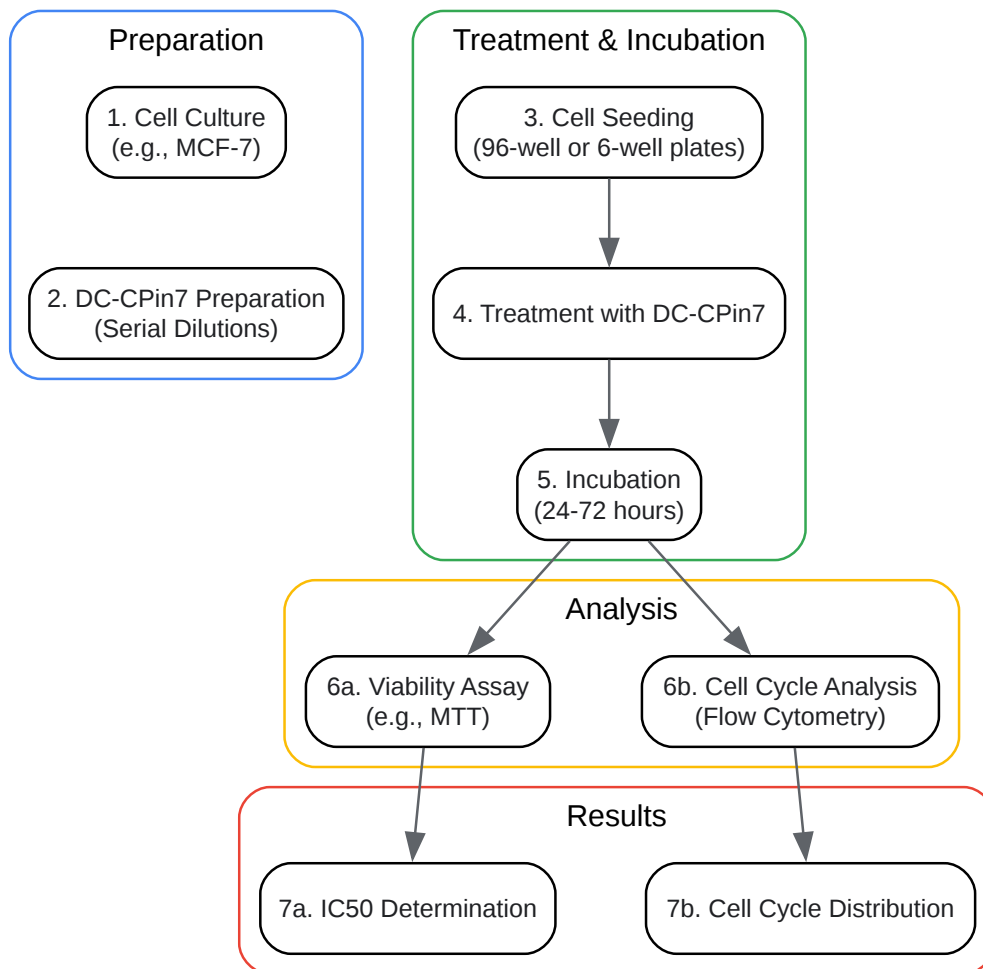 Preparation
1. Cell Culture
(e.g., MCF-7)
2. DC-CPin7 Preparation
(Serial Dilutions)
Treatment & Incubation
3. Cell Seeding
(96-well or 6-well plates)
4. Treatment with DC-CPin7
5. Incubation
(24-72 hours)
Analysis
6a. Viability Assay
(e.g., MTT)
6b. Cell Cycle Analysis
(Flow Cytometry)
Results
7a. IC50 Determination
7b. Cell Cycle Distribution